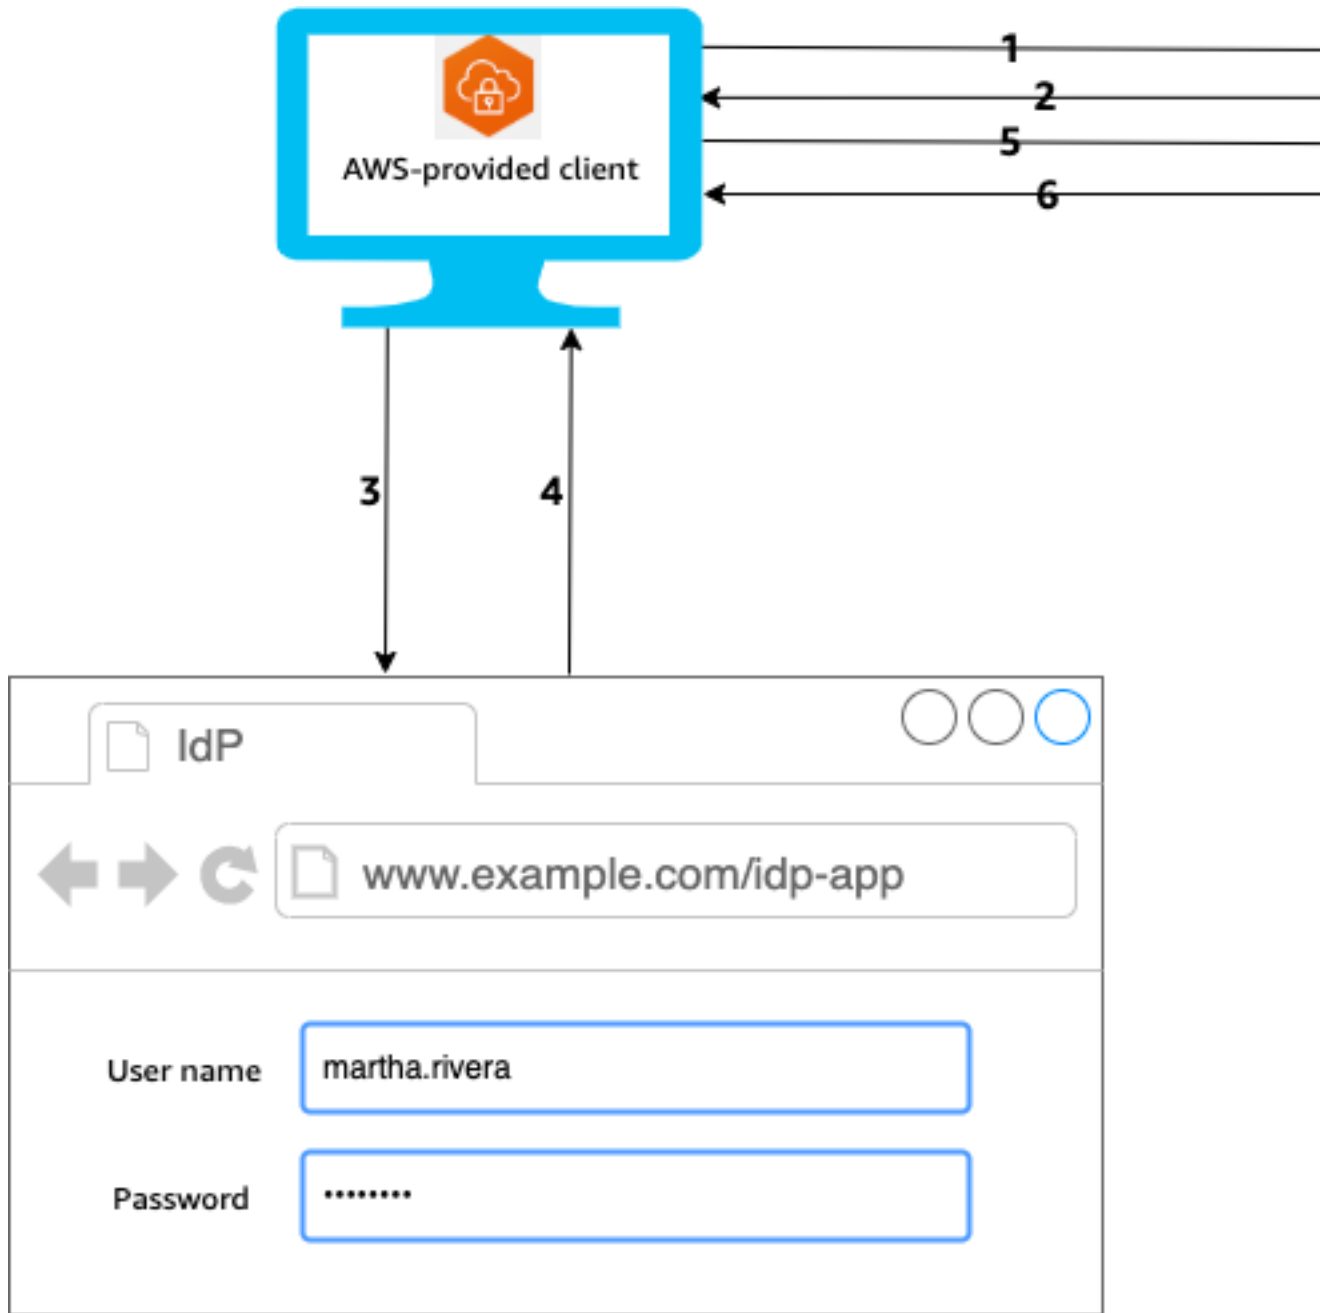 1
2
AWS-provided client
5
6
3
4
IdP
www.example.com/idp-app
User name
martha.rivera
Password
••••••••